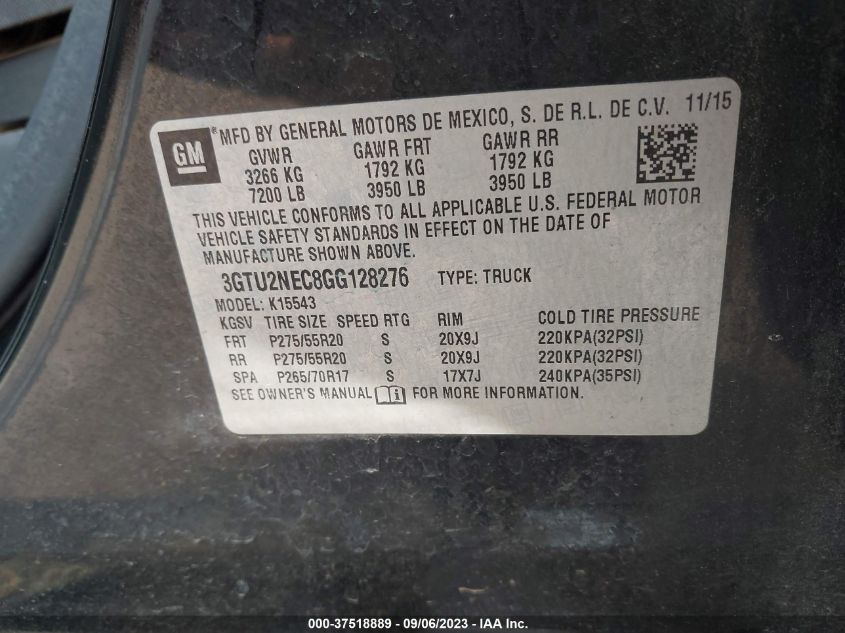 GM ® MFD BY GENERAL MOTORS DE MEXICO, S. DE R.L. DE C.V. 11/15
GVWR GAWR FRT GAWR RR
3266 KG 1792 KG 1792 KG
7200 LB 3950 LB 3950 LB
THIS VEHICLE CONFORMS TO ALL APPLICABLE U.S. FEDERAL MOTOR
VEHICLE SAFETY STANDARDS IN EFFECT ON THE DATE OF
MANUFACTURE SHOWN ABOVE.
3GTU2NEC8GG128276 TYPE: TRUCK
MODEL: K15543
KGSV TIRE SIZE SPEED RTG RIM COLD TIRE PRESSURE
FRT P275/55R20 S 20X9J 220KPA(32PSI)
RR P275/55R20 S 20X9J 220KPA(32PSI)
SPA P265/70R17 S 17X7J 240KPA(35PSI)
SEE OWNER'S MANUAL FOR MORE INFORMATION.
000-37518889 - 09/06/2023 - IAA Inc.